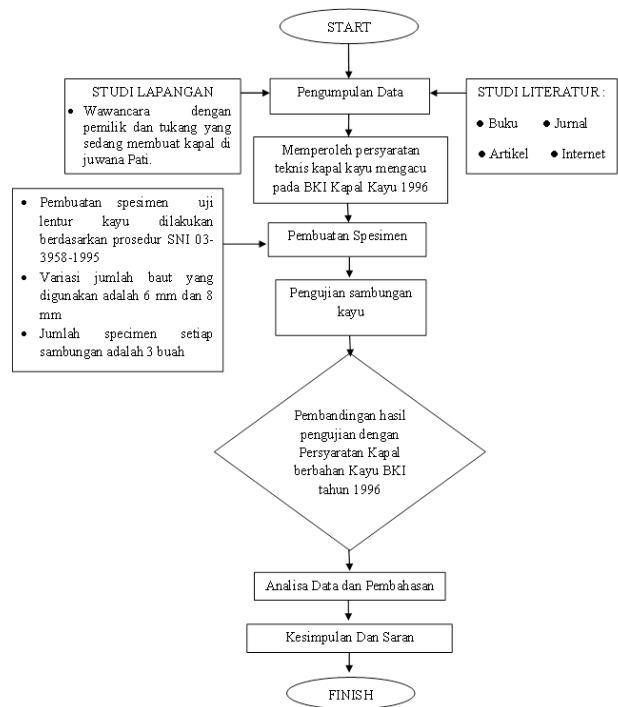 START
STUDI LAPANGAN
• Wawancara dengan
pemilik dan tukang yang
sedang membuat kapal di
juwana Pati.
Pengumpulan Data
STUDI LITERATUR :
• Buku • Jurnal
• Artikel • Internet
Memperoleh persyaratan
teknis kapal kayu mengacu
pada BKI Kapal Kayu 1996
• Pembuatan spesimen uji
lentur kayu dilakukan
berdasarkan prosedur SNI 03-
3958-1995
• Variasi jumlah baut yang
digunakan adalah 6 mm dan 8
mm
• Jumlah specimen setiap
sambungan adalah 3 buah
Pembuatan Spesimen
Pengujian sambungan
kayu
Pembandingan hasil
pengujian dengan
Persyaratan Kapal
berbahan Kayu BKI
tahun 1996
Analisa Data dan Pembahasan
Kesimpulan Dan Saran
FINISH